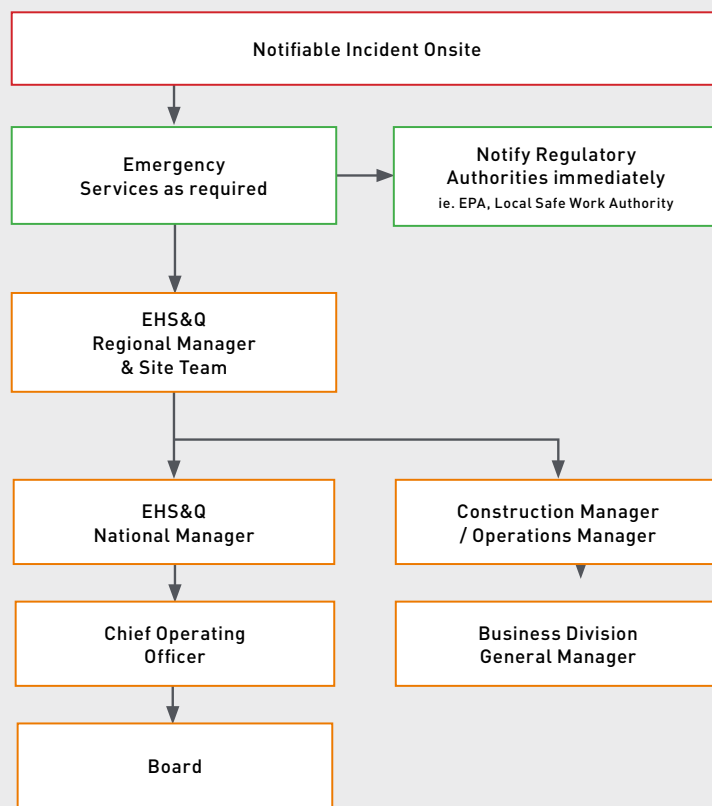 Notifiable Incident Onsite
Emergency
Services as required
Notify Regulatory
Authorities immediately
ie. EPA, Local Safe Work Authority
EHS&Q
Regional Manager
& Site Team
EHS&Q
National Manager
Construction Manager
/ Operations Manager
Chief Operating
Officer
Business Division
General Manager
Board